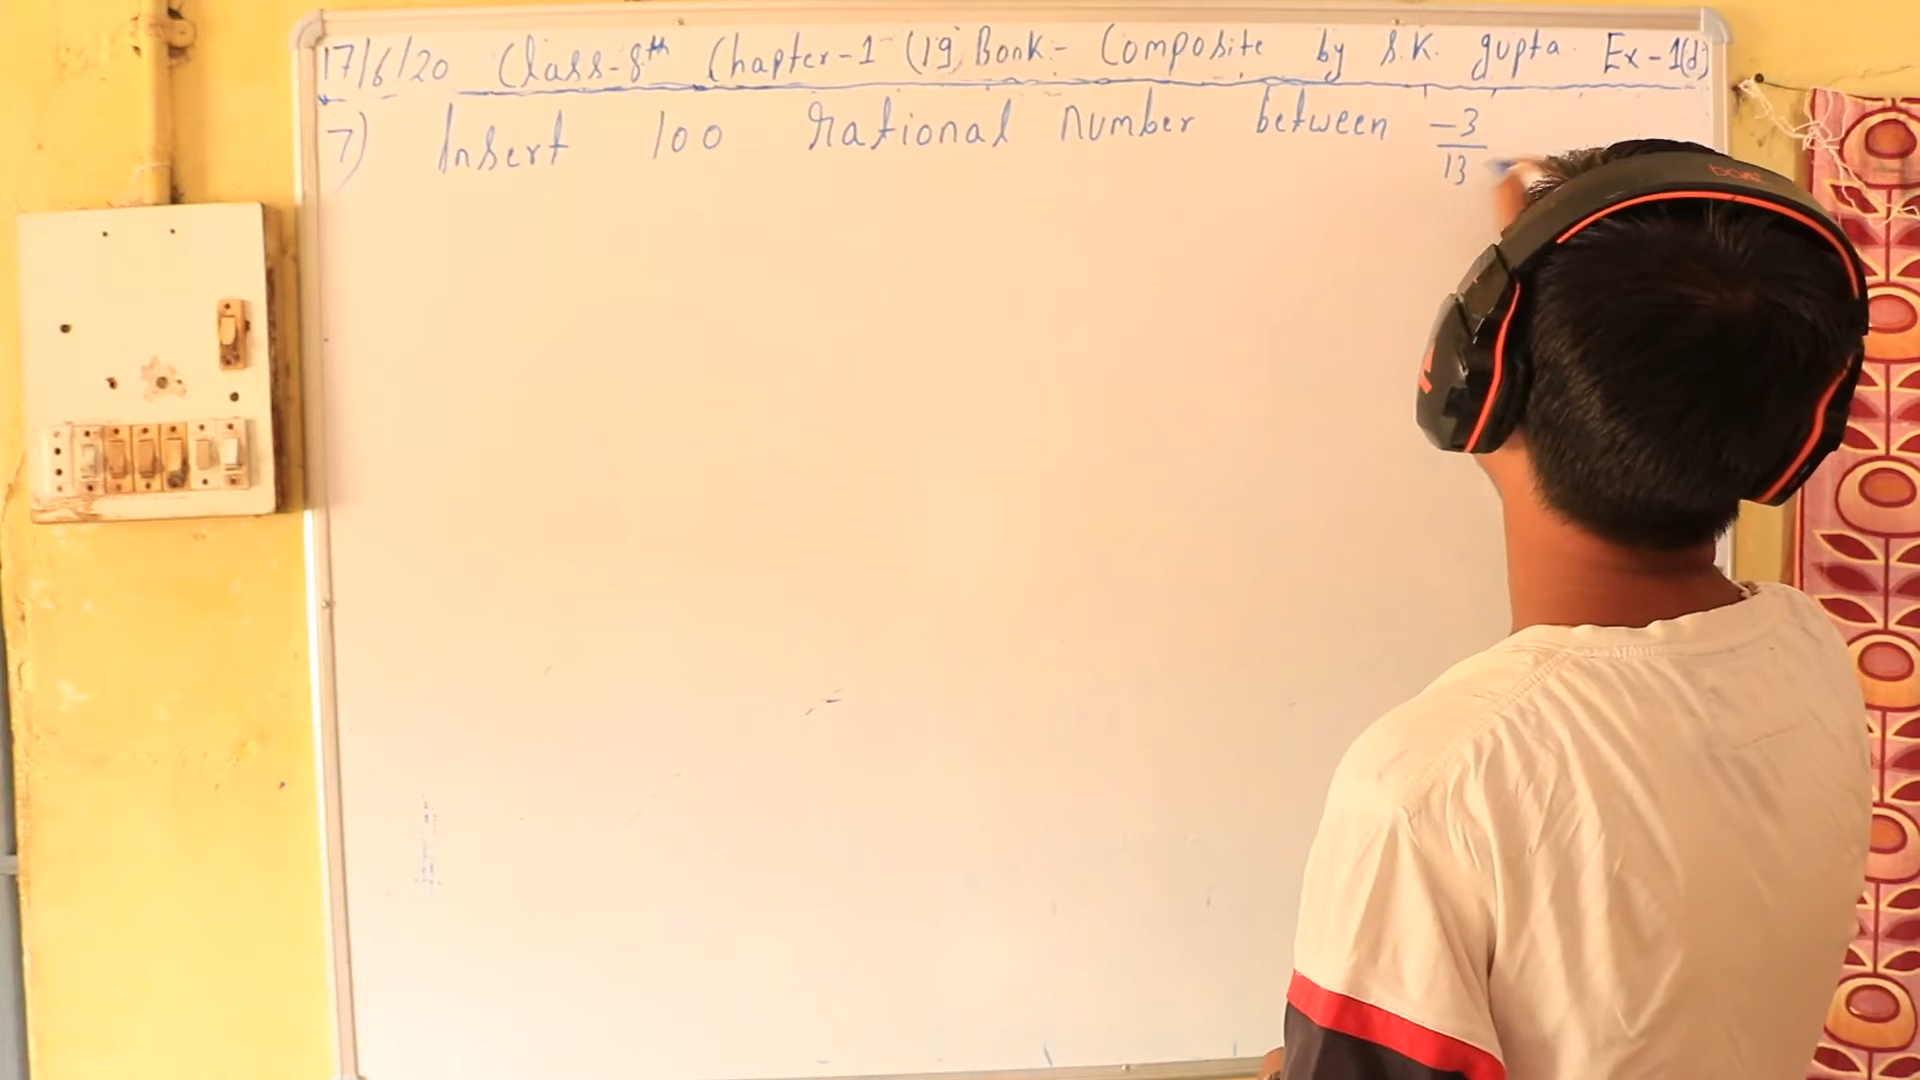 17/6/20 Class-8th Chapter-1 (19) Book:- Composite by S.K. gupta. Ex-1(d)
7) Insert 100 rational number between -3/13
boAt